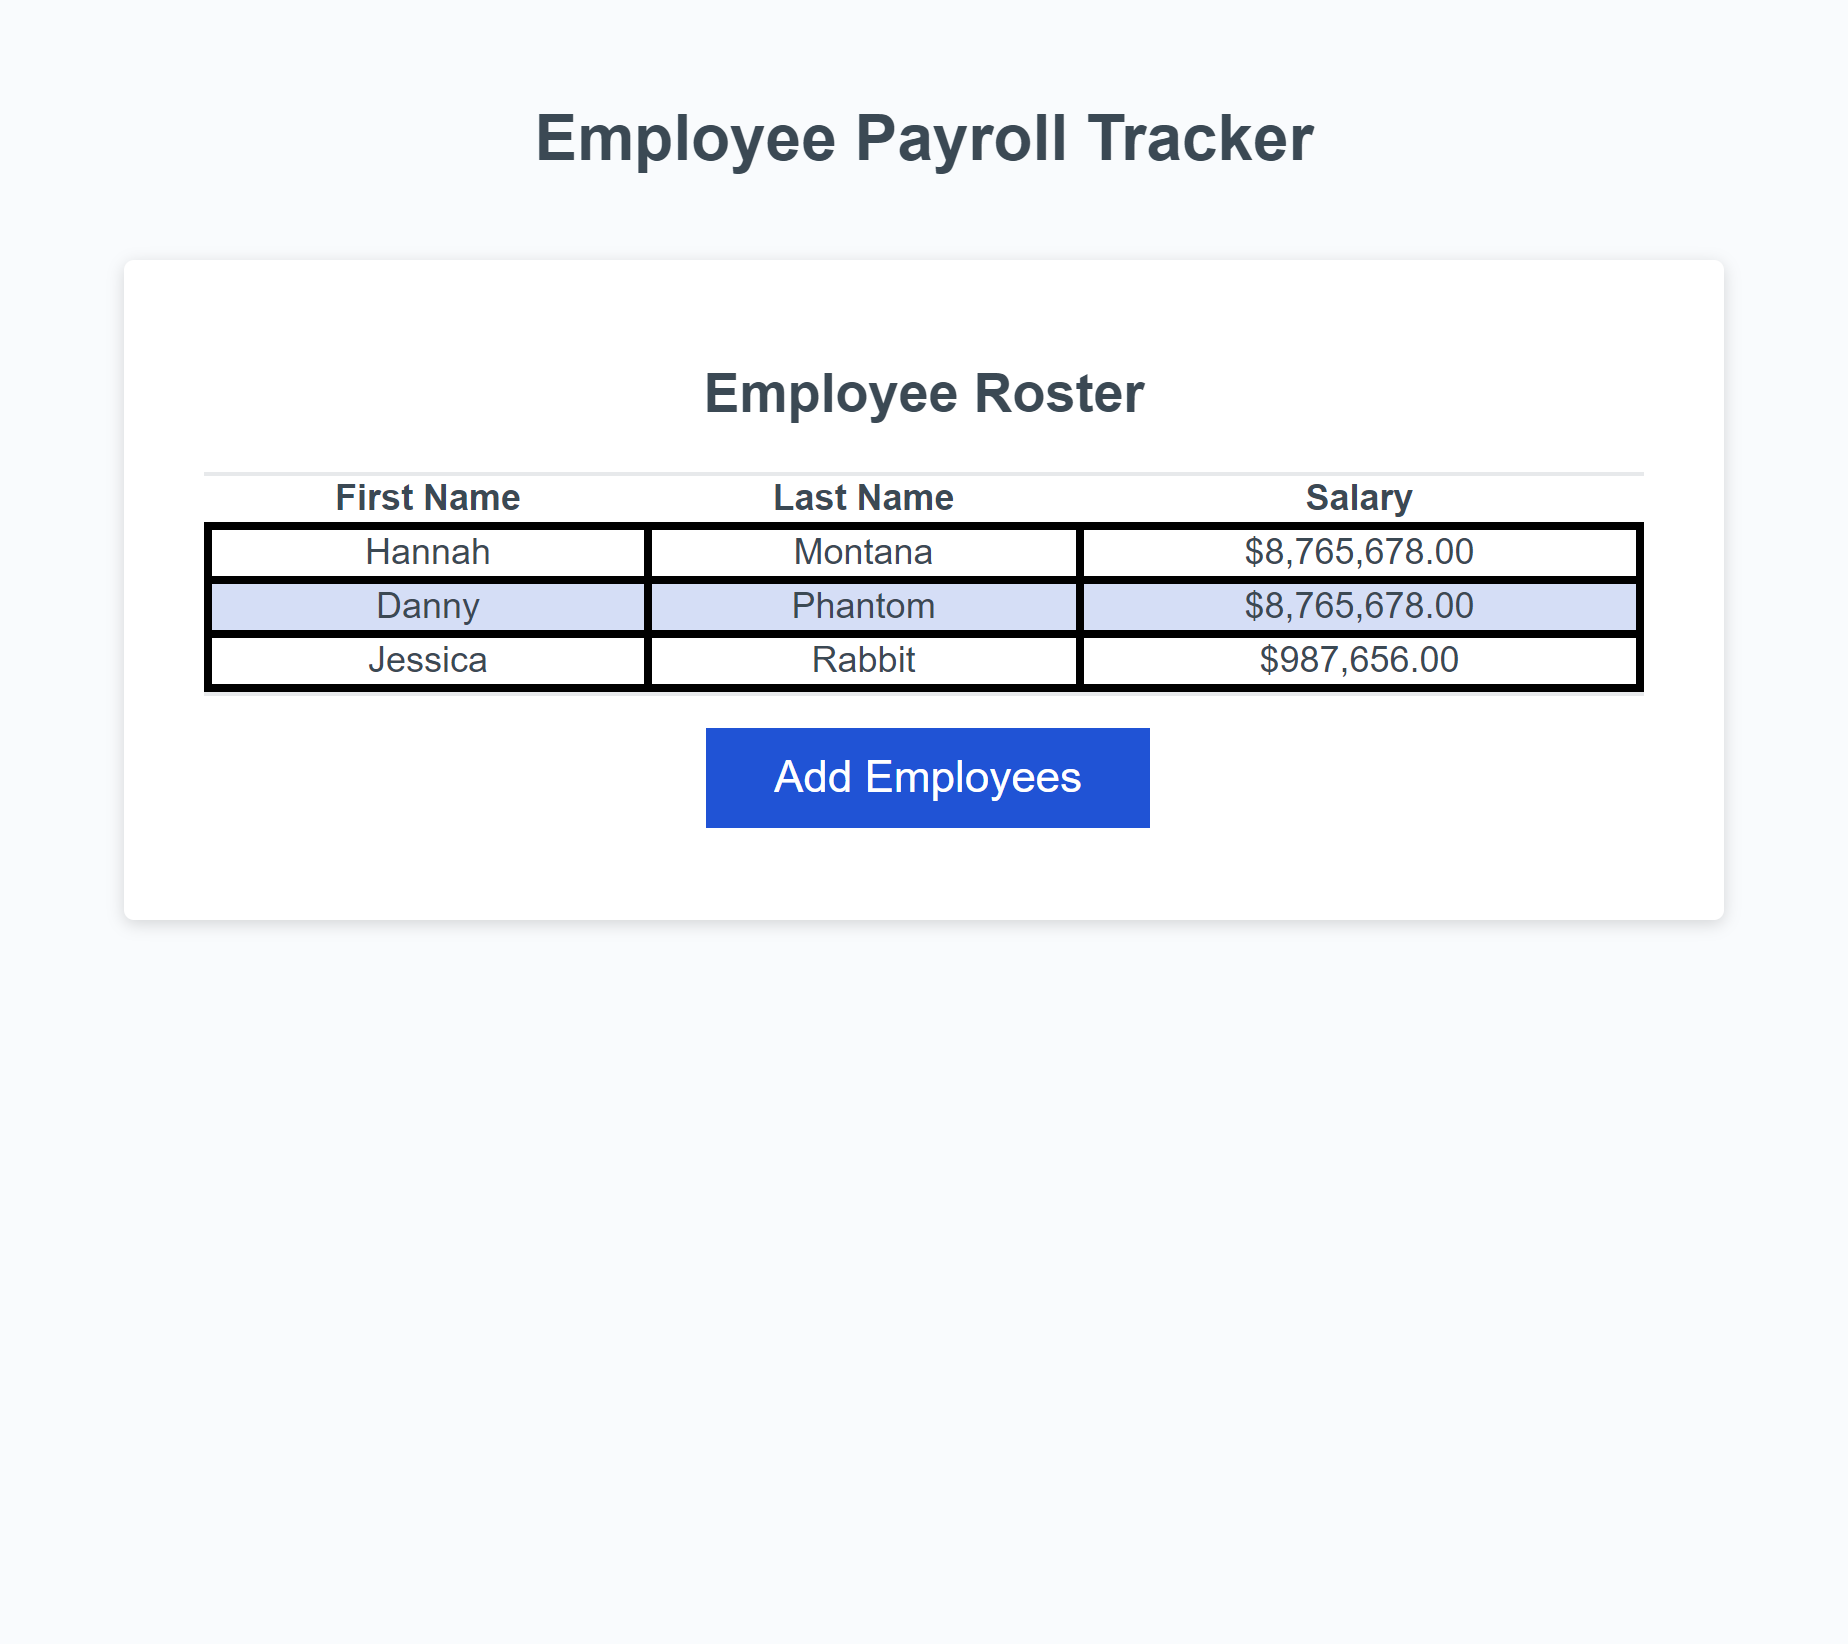 Employee Payroll Tracker
Employee Roster
First Name Last Name Salary
Hannah Montana $8,765,678.00
Danny Phantom $8,765,678.00
Jessica Rabbit $987,656.00
Add Employees